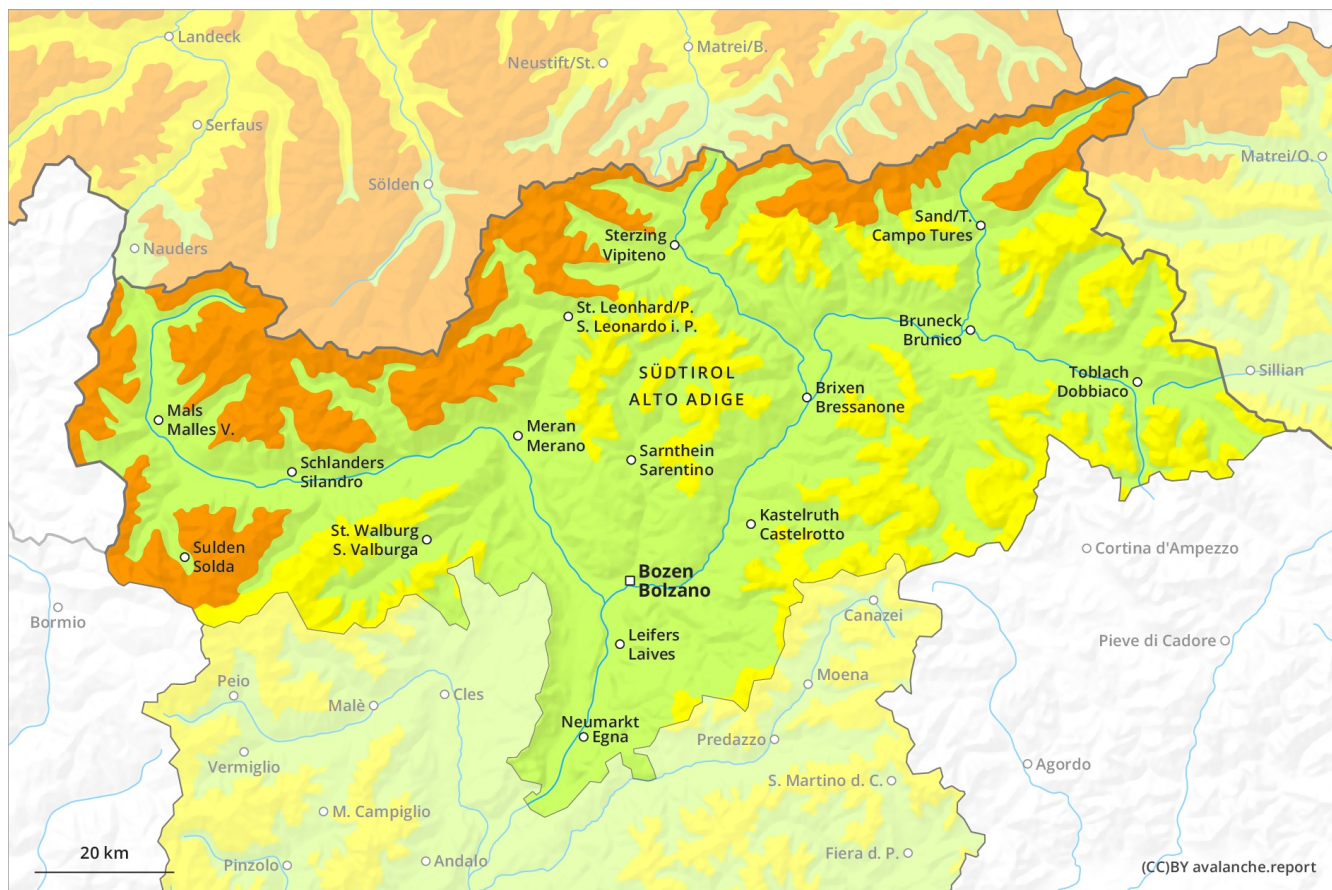 Landeck
Matrei/B.
Neustift/St.
Serfaus
Matrei/O.
Sölden
Nauders
Sand/T.
Campo Tures
Sterzing
Vipiteno
St. Leonhard/P.
S. Leonardo i. P.
Bruneck
Brunico
SÜDTIROL
ALTO ADIGE
Toblach
Dobbiaco
Sillian
Brixen
Bressanone
Mals
Malles V.
Meran
Merano
Schlanders
Silandro
Sarnthein
Sarentino
Kastelruth
Castelrotto
St. Walburg
S. Valburga
Sulden
Solda
Cortina d'Ampezzo
Bozen
Bolzano
Bormio
Canazei
Leifers
Laives
Pieve di Cadore
Peio
Moena
Malè
Cles
Neumarkt
Egna
Predazzo
Vermiglio
Agordo
S. Martino d. C.
M. Campiglio
20 km
Andalo
Pinzolo
Fiera d. P.
(CC)BY avalanche.report